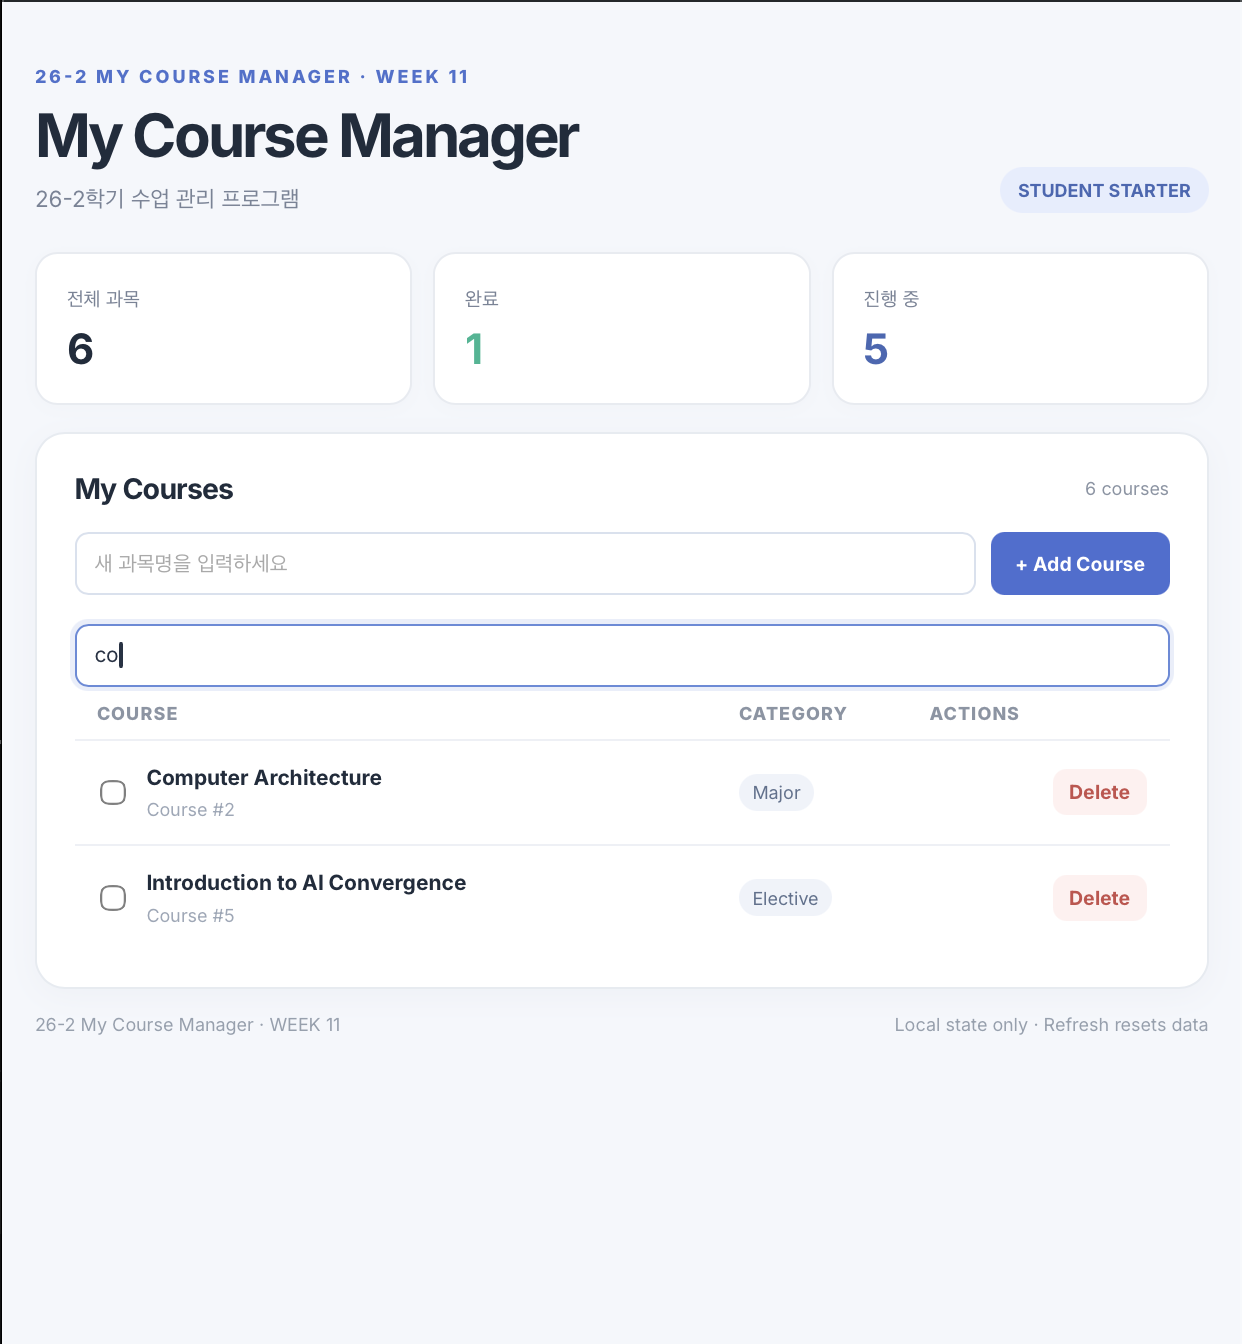 26-2 MY COURSE MANAGER · WEEK 11
My Course Manager
26-2학기 수업 관리 프로그램
STUDENT STARTER
전체 과목
6
완료
1
진행 중
5
My Courses
6 courses
새 과목명을 입력하세요
+ Add Course
co
COURSE
CATEGORY
ACTIONS
Computer Architecture
Course #2
Major
Delete
Introduction to AI Convergence
Course #5
Elective
Delete
26-2 My Course Manager · WEEK 11
Local state only · Refresh resets data